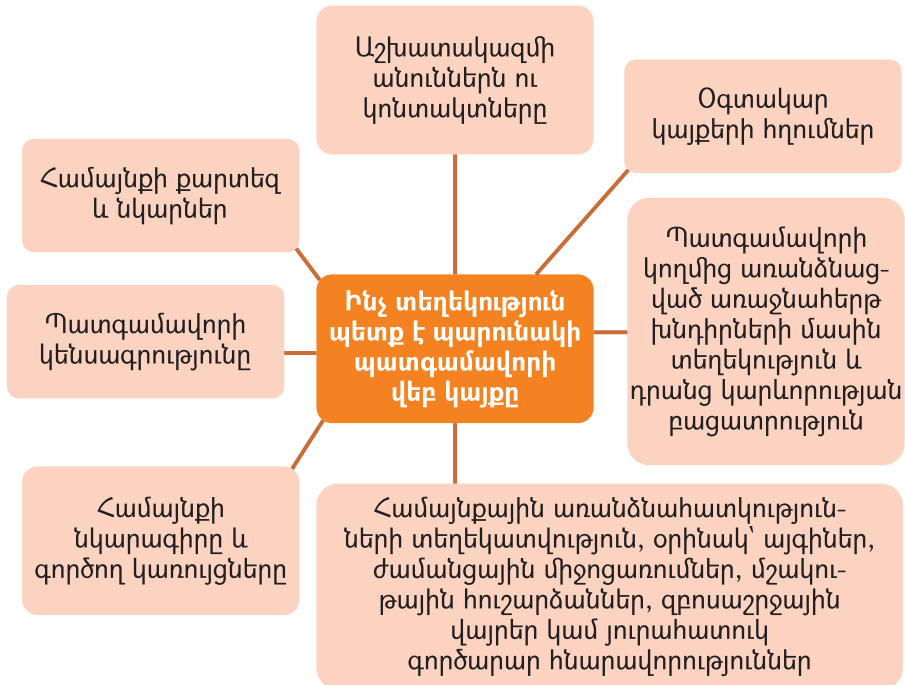 Աշխատակազմի
անուններն ու
կոնտակտները
Օգտակար
կայքերի հղումներ
Համայնքի քարտեզ
և նկարներ
Պատգամավորի
կողմից առանձնաց-
ված առաջնահերթ
խնդիրների մասին
տեղեկություն և
դրանց կարևորության
բացատրություն
Ինչ տեղեկություն
պետք է պարունակի
պատգամավորի
վեբ կայքը
Պատգամավորի
կենսագրությունը
Համայնքի
նկարագիրը և
գործող կառույցները
Համայնքային առանձնահատկություն-
ների տեղեկատվություն, օրինակ՝ այգիներ,
ժամանցային միջոցառումներ, մշակու-
թային հուշարձաններ, զբոսաշրջային
վայրեր կամ յուրահատուկ
գործարար հնարավորություններ